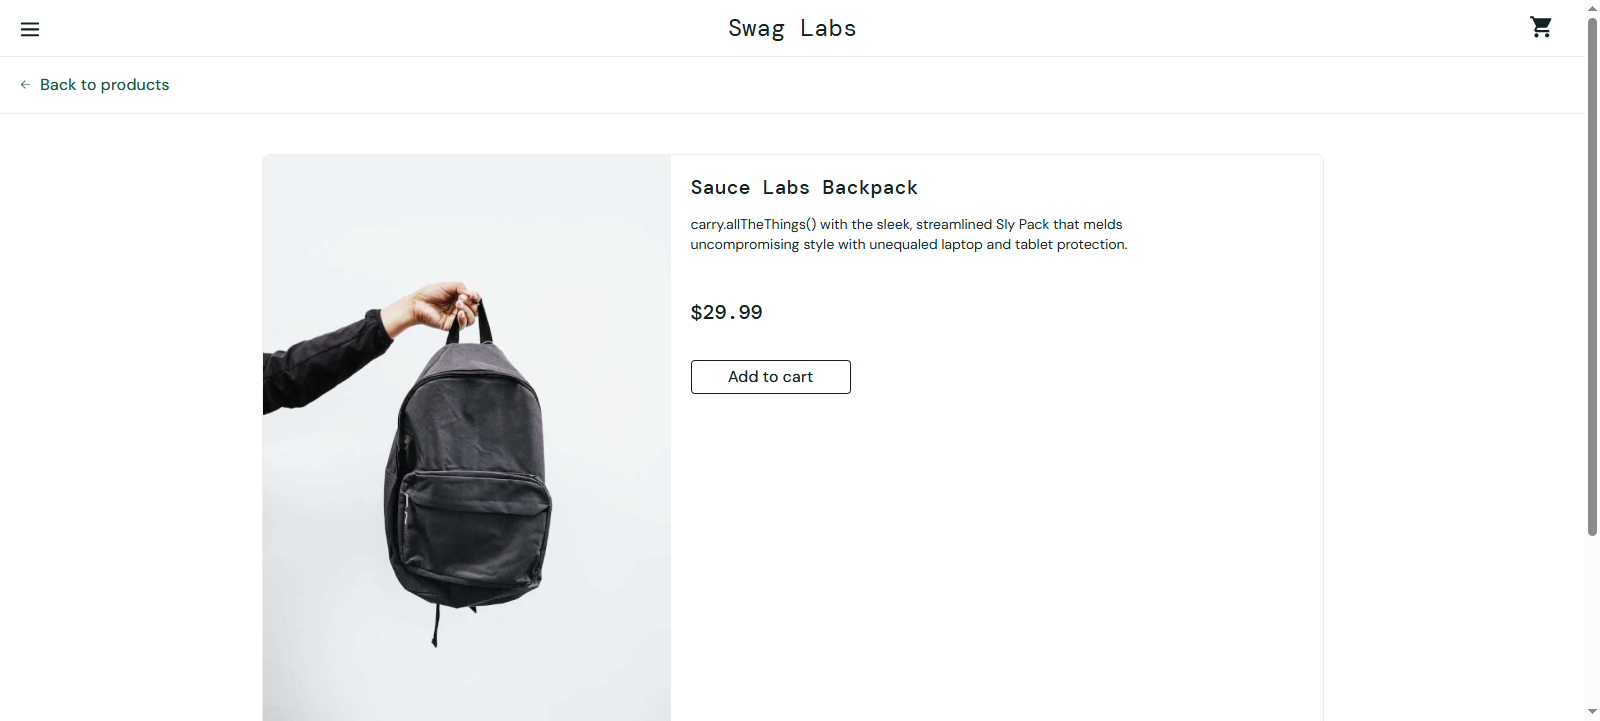 Swag Labs
Back to products
Sauce Labs Backpack
carry.allTheThings() with the sleek, streamlined Sly Pack that melds
uncompromising style with unequaled laptop and tablet protection.
$29.99
Add to cart